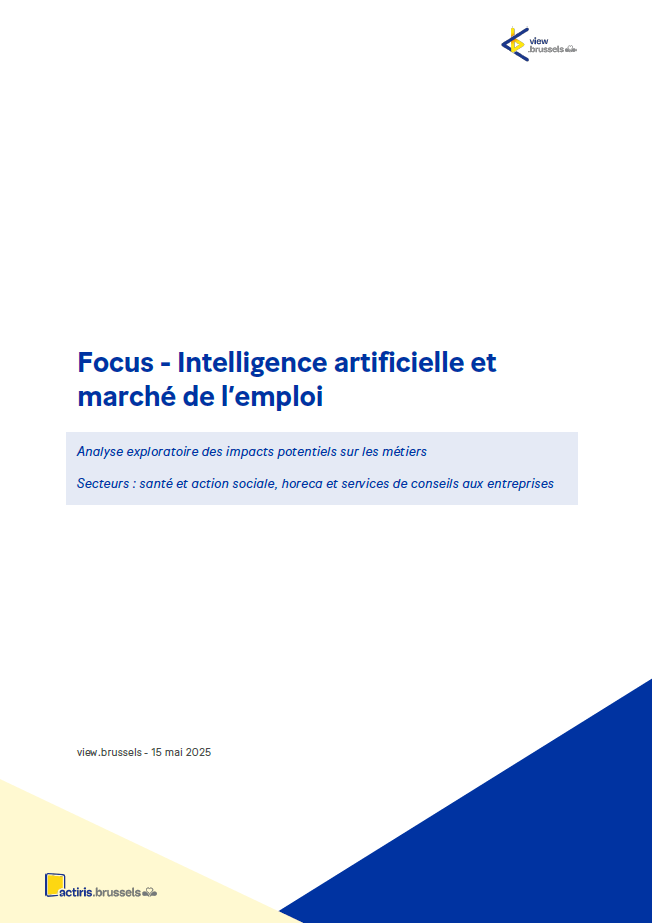 view
.brussels
Focus - Intelligence artificielle et
marché de l'emploi
Analyse exploratoire des impacts potentiels sur les métiers
Secteurs : santé et action sociale, horeca et services de conseils aux entreprises
view.brussels - 15 mai 2025
actiris.brussels